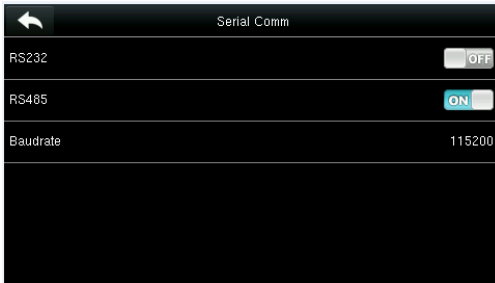 Serial Comm
RS232 OFF
RS485 ON
Baudrate 115200